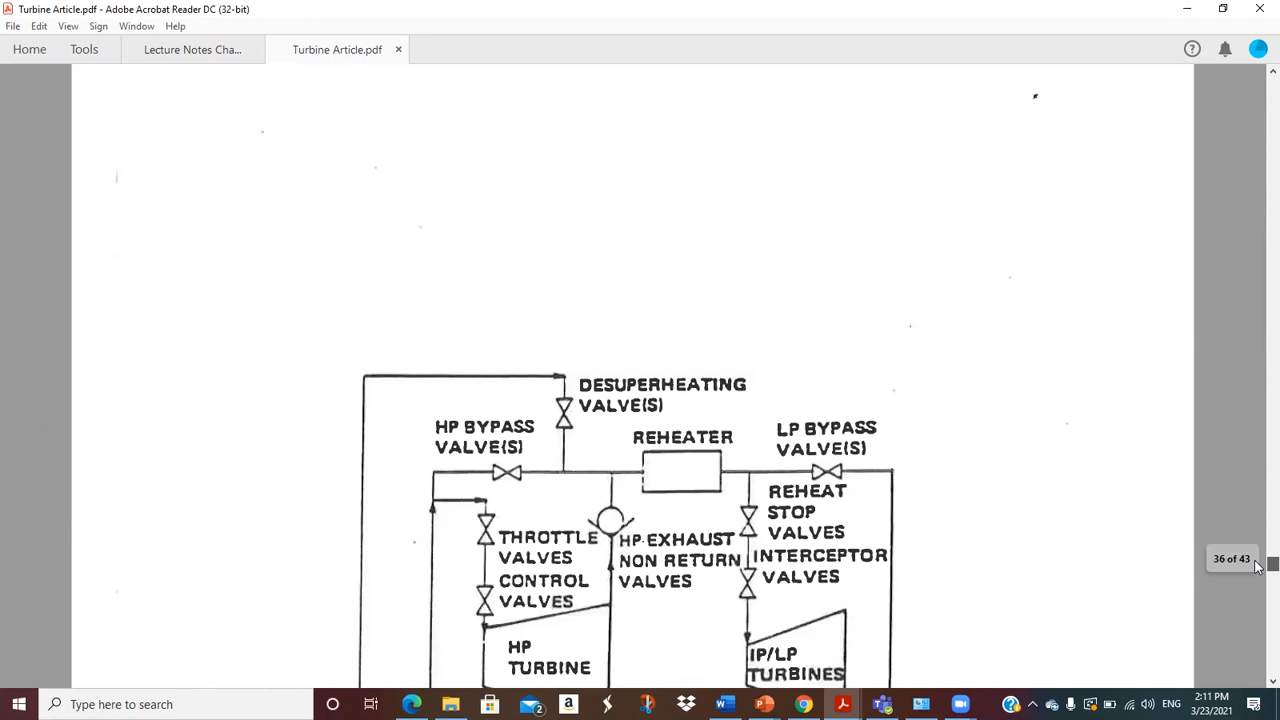 Turbine Article.pdf - Adobe Acrobat Reader DC (32-bit)
File Edit View Sign Window Help
Home Tools Lecture Notes Cha... Turbine Article.pdf ×
DESUPERHEATING
VALVE(S)
HP BYPASS
VALVE(S)
REHEATER
LP BYPASS
VALVE(S)
REHEAT
STOP
VALVES
THROTTLE
VALVES
HP EXHAUST
NON RETURN
VALVES
INTERCEPTOR
VALVES
CONTROL
VALVES
HP
TURBINE
IP/LP
TURBINES
36 of 43
Type here to search
2
2:11 PM
3/23/2021